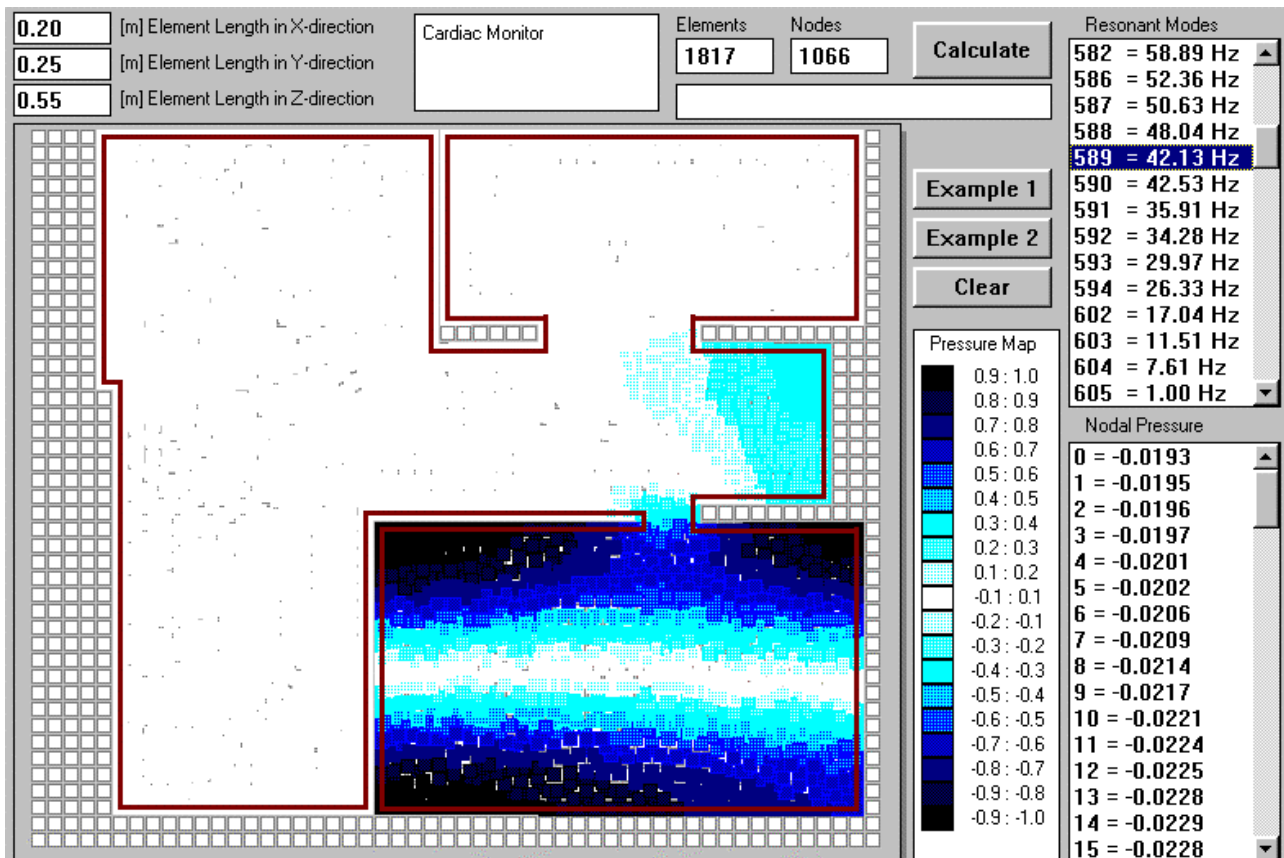 0.20 [m] Element Length in X-direction
0.25 [m] Element Length in Y-direction
0.55 [m] Element Length in Z-direction
Cardiac Monitor
Elements Nodes
1817 1066
Calculate
Example 1
Example 2
Clear
Pressure Map
0.9 : 1.0
0.8 : 0.9
0.7 : 0.8
0.6 : 0.7
0.5 : 0.6
0.4 : 0.5
0.3 : 0.4
0.2 : 0.3
0.1 : 0.2
-0.1 : 0.1
-0.2 : -0.1
-0.3 : -0.2
-0.4 : -0.3
-0.5 : -0.4
-0.6 : -0.5
-0.7 : -0.6
-0.8 : -0.7
-0.9 : -0.8
-0.9 : -1.0
Resonant Modes
582 = 58.89 Hz
586 = 52.36 Hz
587 = 50.63 Hz
588 = 48.04 Hz
589 = 42.13 Hz
590 = 42.53 Hz
591 = 35.91 Hz
592 = 34.28 Hz
593 = 29.97 Hz
594 = 26.33 Hz
602 = 17.04 Hz
603 = 11.51 Hz
604 = 7.61 Hz
605 = 1.00 Hz
Nodal Pressure
0 = -0.0193
1 = -0.0195
2 = -0.0196
3 = -0.0197
4 = -0.0201
5 = -0.0202
6 = -0.0206
7 = -0.0209
8 = -0.0214
9 = -0.0217
10 = -0.0221
11 = -0.0224
12 = -0.0225
13 = -0.0228
14 = -0.0229
15 = -0.0228